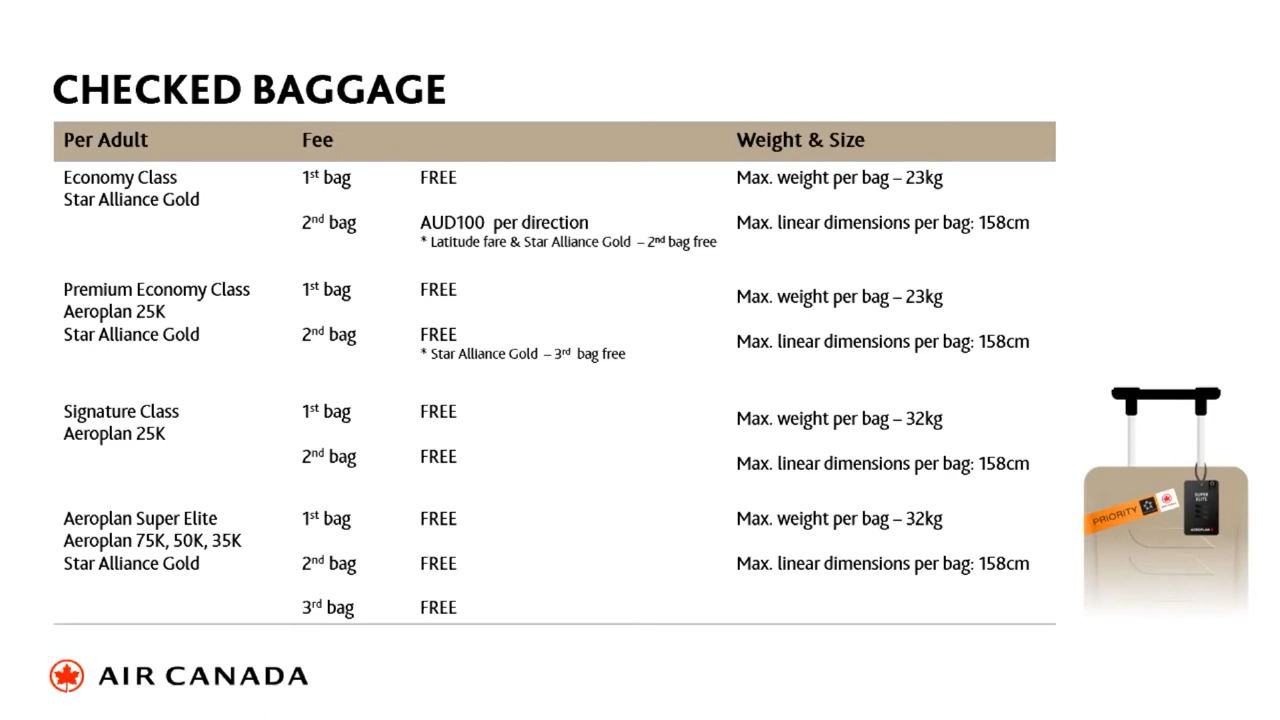 CHECKED BAGGAGE
Per Adult Fee Weight & Size
Economy Class 1st bag FREE Max. weight per bag – 23kg
Star Alliance Gold
2nd bag AUD100 per direction Max. linear dimensions per bag: 158cm
* Latitude fare & Star Alliance Gold – 2nd bag free
Premium Economy Class 1st bag FREE Max. weight per bag – 23kg
Aeroplan 25K
Star Alliance Gold 2nd bag FREE Max. linear dimensions per bag: 158cm
* Star Alliance Gold – 3rd bag free
Signature Class 1st bag FREE Max. weight per bag – 32kg
Aeroplan 25K
2nd bag FREE Max. linear dimensions per bag: 158cm
Aeroplan Super Elite 1st bag FREE Max. weight per bag – 32kg
Aeroplan 75K, 50K, 35K
Star Alliance Gold 2nd bag FREE Max. linear dimensions per bag: 158cm
3rd bag FREE
PRIORITY
SUPER
ELITE
AEROPLAN
AIR CANADA